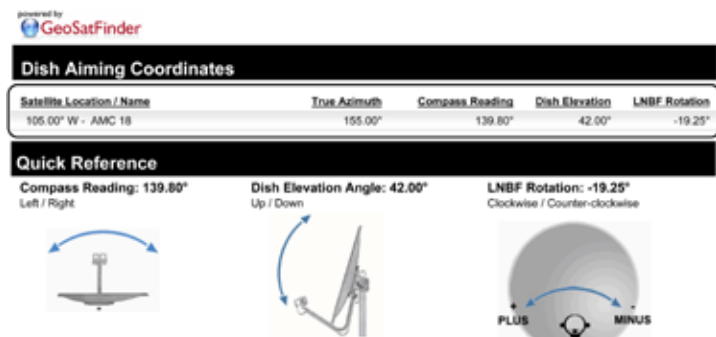 powered by
GeoSatFinder
Dish Aiming Coordinates
Satellite Location / Name True Azimuth Compass Reading Dish Elevation LNBF Rotation
105.00° W - AMC 18 155.00° 139.80° 42.00° -19.25°
Quick Reference
Compass Reading: 139.80° Dish Elevation Angle: 42.00° LNBF Rotation: -19.25°
Left / Right Up / Down Clockwise / Counter-clockwise
+ -
PLUS MINUS